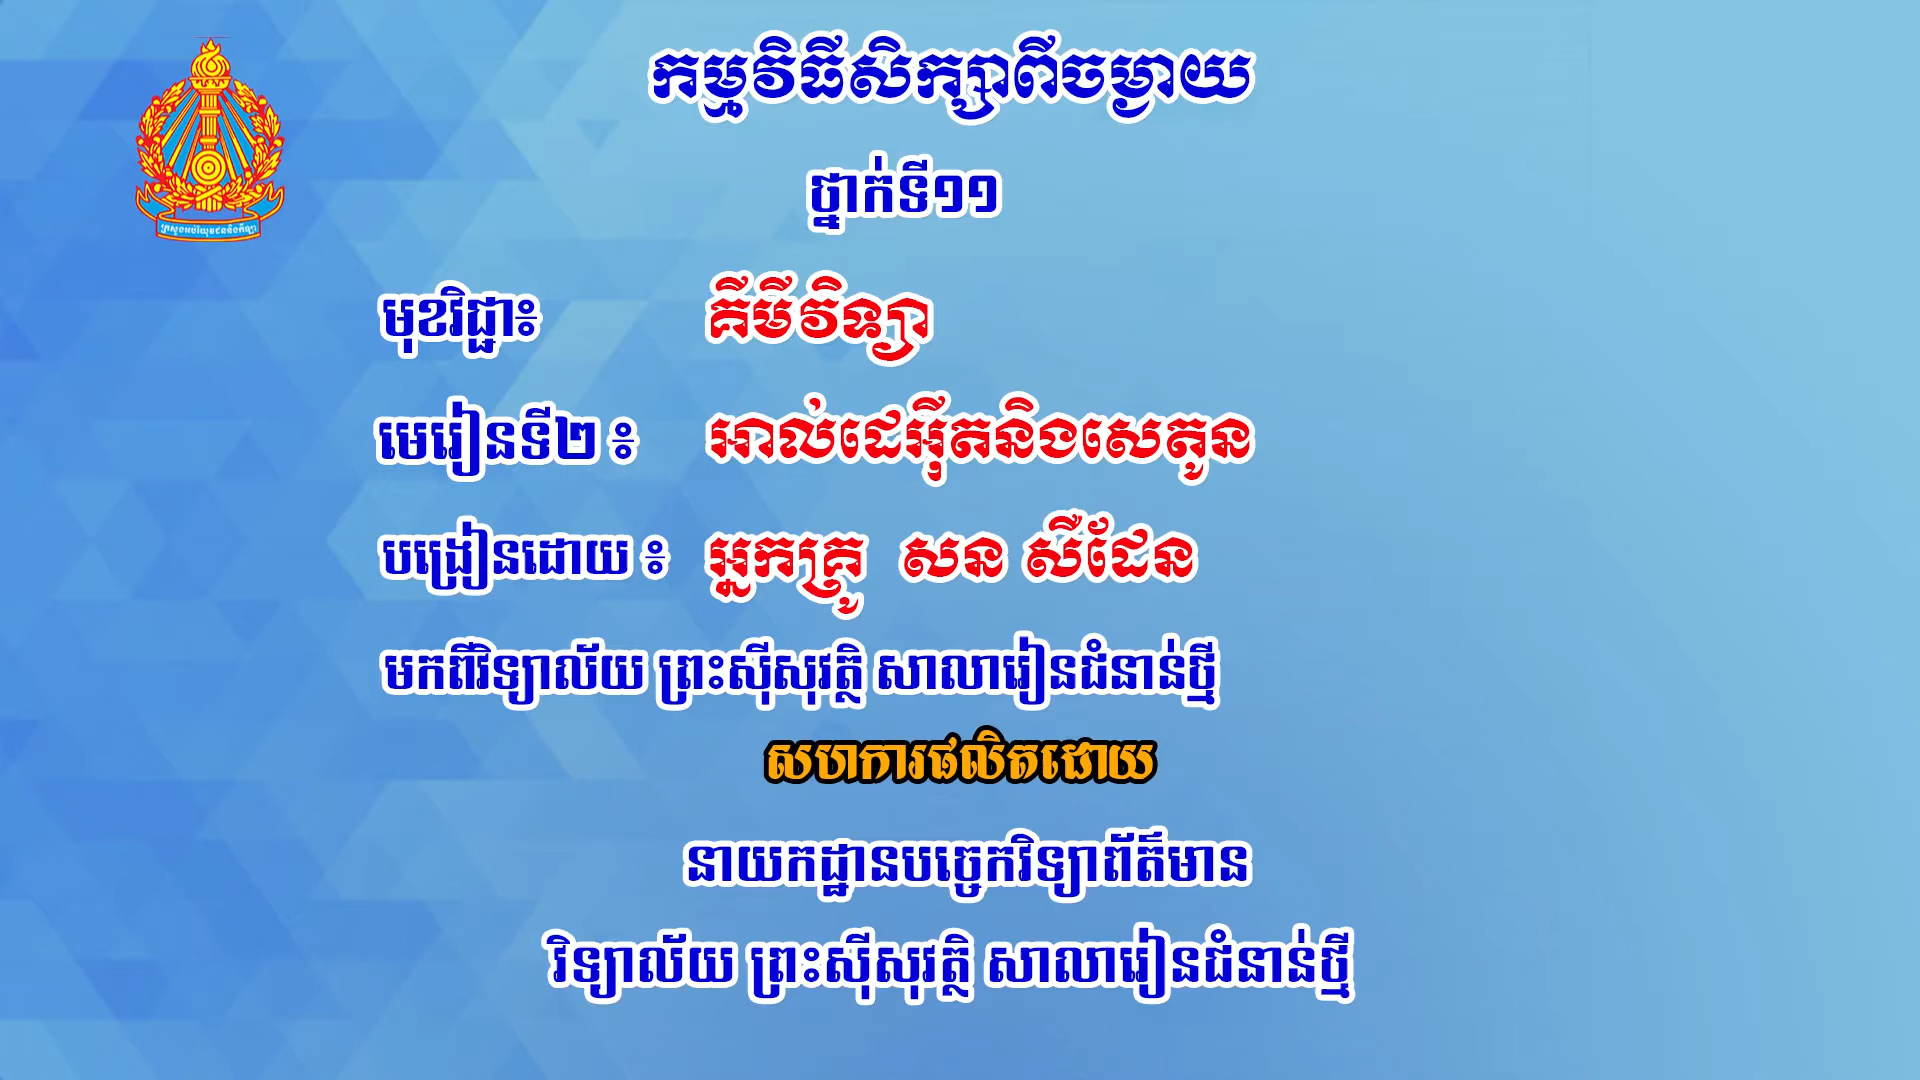 កម្មវិធីសិក្សាពីចម្ងាយ
ថ្នាក់ទី១១
មុខវិជ្ជា៖ គីមីវិទ្យា
មេរៀនទី២ ៖ អាល់ដេអ៊ីតនិងសេតូន
បង្រៀនដោយ ៖ អ្នកគ្រូ សន សីដែន
មកពីវិទ្យាល័យ ព្រះស៊ីសុវត្ថិ សាលារៀនជំនាន់ថ្មី
សហការផលិតដោយ
នាយកដ្ឋានបច្ចេកវិទ្យាព័ត៌មាន
វិទ្យាល័យ ព្រះស៊ីសុវត្ថិ សាលារៀនជំនាន់ថ្មី